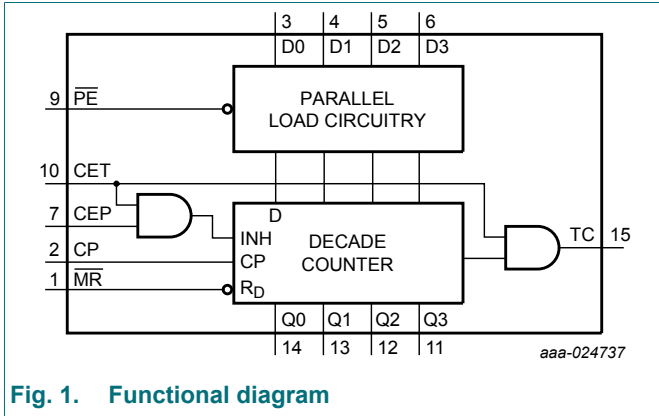 3 4 5 6
D0 D1 D2 D3
PARALLEL
LOAD CIRCUITRY
9 PE
10 CET
7 CEP
2 CP
1 MR
D
INH
CP
RD
DECADE
COUNTER
TC 15
Q0 Q1 Q2 Q3
14 13 12 11
aaa-024737
Fig. 1. Functional diagram